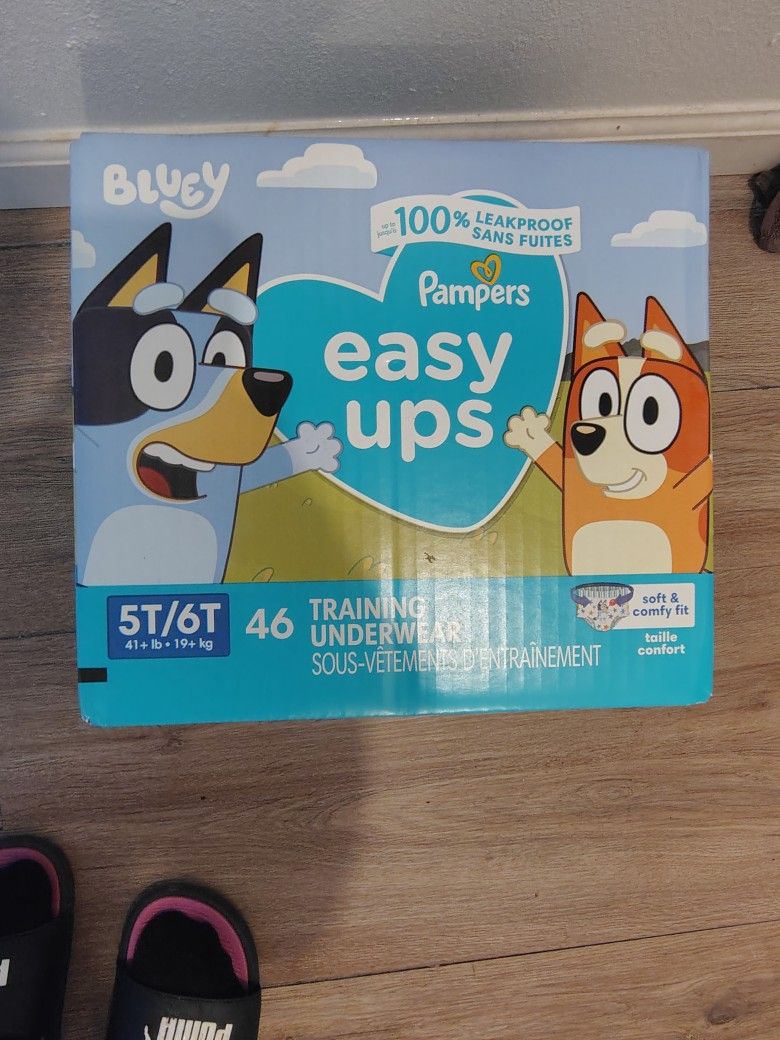 BLUEY
up to
jusqu'à
100% LEAKPROOF
SANS FUITES
Pampers
easy
ups
5T/6T
41+ lb • 19+ kg
46
TRAINING
UNDERWEAR
SOUS-VÊTEMENTS D'ENTRAÎNEMENT
soft &
comfy fit
taille
confort
PUMA